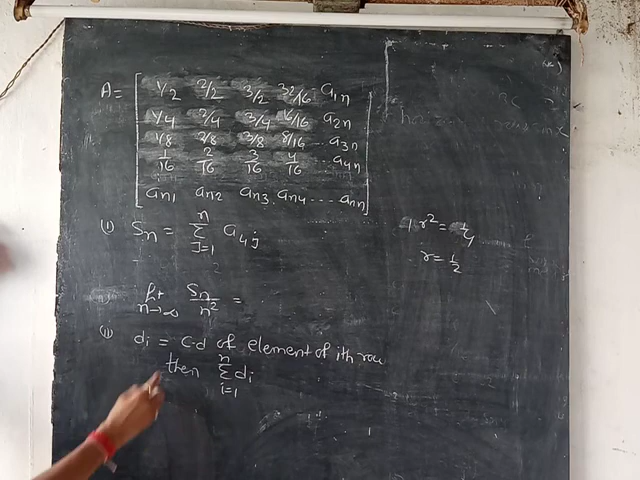 A = [ 1/2 2/2 3/2 32/16 a1n
1/4 2/4 3/4 16/16 a2n
1/8 2/8 3/8 8/16 ... a3n
1/16 2/16 3/16 4/16 ... a4n
an1 an2 an3 an4 ... ann ]
(i) Sn = n Σ J=1 a4j
r² = 1/4
r = 1/2
Lt n→∞ Sn/n² =
(ii) di = C-d of element of ith row
then n Σ i=1 di